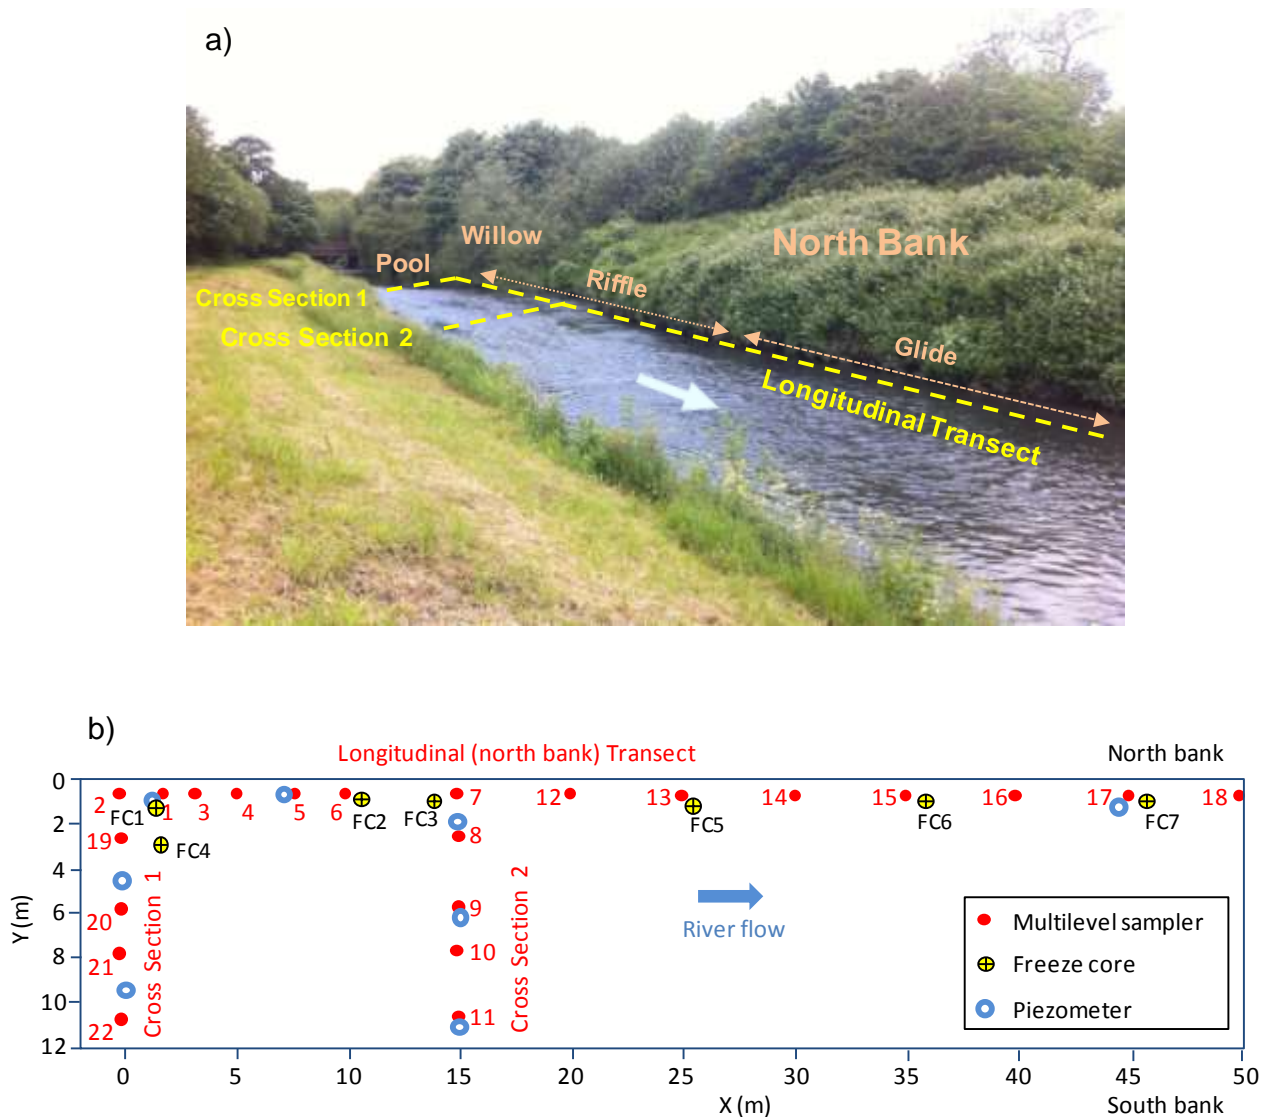 a)
Willow
North Bank
Pool
Riffle
Cross Section 1
Cross Section 2
Glide
Longitudinal Transect
b)
Longitudinal (north bank) Transect
North bank
0
2
4
6
8
10
12
Y (m)
2
1
3
4
5
6
7
12
13
14
15
16
17
18
FC1
FC2
FC3
FC5
FC6
FC7
19
FC4
8
20
9
21
10
22
11
Cross Section 1
Cross Section 2
River flow
Multilevel sampler
Freeze core
Piezometer
0
5
10
15
20
25
30
35
40
45
50
X (m)
South bank